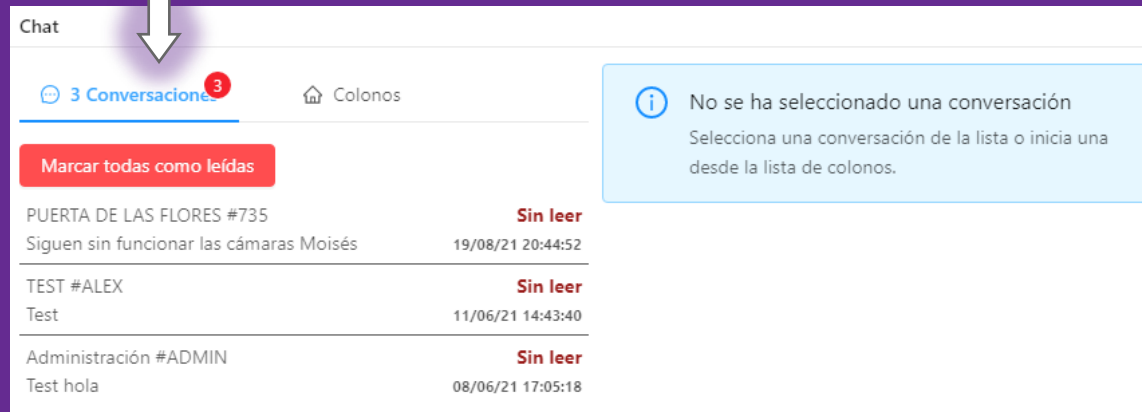 Chat
3 Conversaciones
3
Colonos
Marcar todas como leídas
PUERTA DE LAS FLORES #735 Sin leer
Siguen sin funcionar las cámaras Moisés 19/08/21 20:44:52
TEST #ALEX Sin leer
Test 11/06/21 14:43:40
Administración #ADMIN Sin leer
Test hola 08/06/21 17:05:18
No se ha seleccionado una conversación
Selecciona una conversación de la lista o inicia una
desde la lista de colonos.